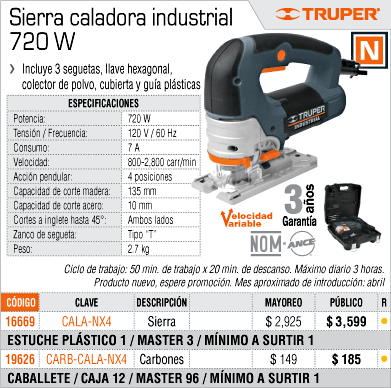 Sierra caladora industrial
720 W
TRUPER
N
Incluye 3 seguetas, llave hexagonal,
colector de polvo, cubierta y guía plásticas
ESPECIFICACIONES
Potencia: 720 W
Tensión / Frecuencia: 120 V / 60 Hz
Consumo: 7 A
Velocidad: 800-2,800 carr/min
Acción pendular: 4 posiciones
Capacidad de corte madera: 135 mm
Capacidad de corte acero: 10 mm
Cortes a inglete hasta 45°: Ambos lados
Zanco de segueta: Tipo "T"
Peso: 2.7 kg
TRUPER
INDUSTRIAL
Velocidad
Variable
3 años
Garantía
NOM-ANCE
Ciclo de trabajo: 50 min. de trabajo x 20 min. de descanso. Máximo diario 3 horas.
Producto nuevo, espere promoción. Mes aproximado de introducción: abril
CÓDIGO CLAVE DESCRIPCIÓN MAYOREO PÚBLICO R
16669 CALA-NX4 Sierra $ 2,925 $ 3,599
ESTUCHE PLÁSTICO 1 / MASTER 3 / MÍNIMO A SURTIR 1
19626 CARB-CALA-NX4 Carbones $ 149 $ 185
CABALLETE / CAJA 12 / MASTER 96 / MÍNIMO A SURTIR 1